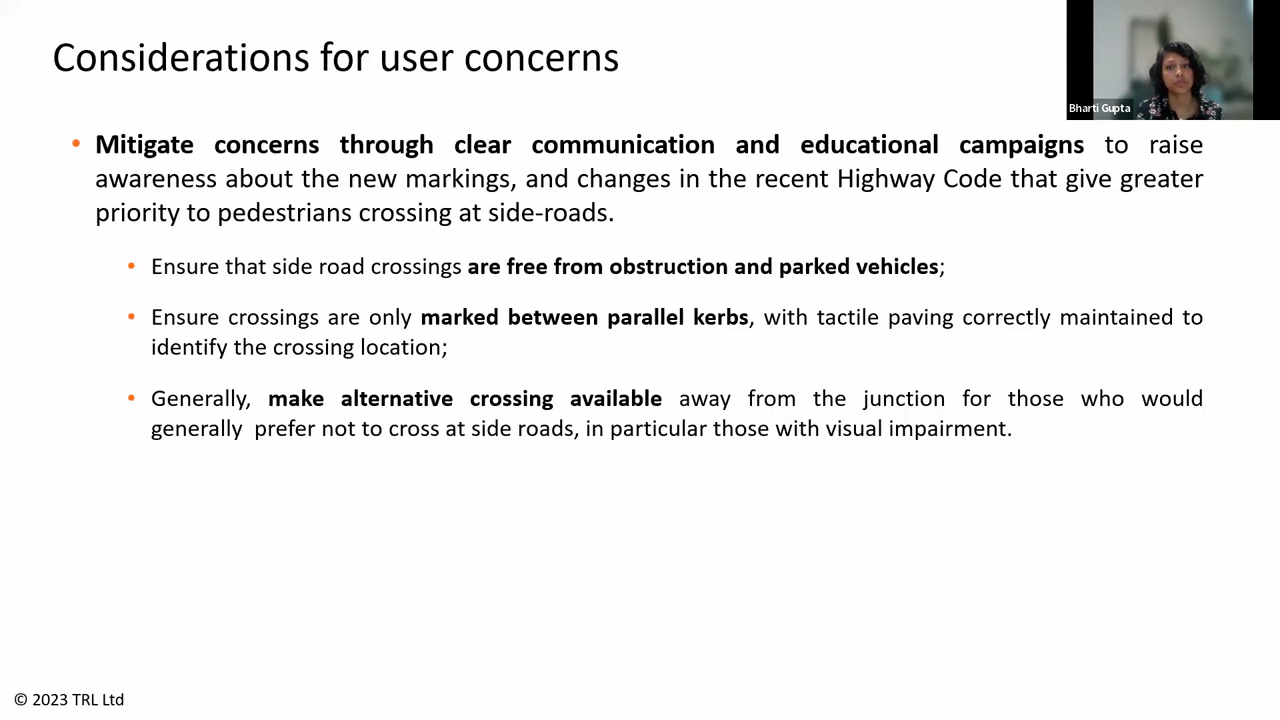 Considerations for user concerns
Bharti Gupta
• Mitigate concerns through clear communication and educational campaigns to raise
awareness about the new markings, and changes in the recent Highway Code that give greater
priority to pedestrians crossing at side-roads.
• Ensure that side road crossings are free from obstruction and parked vehicles;
• Ensure crossings are only marked between parallel kerbs, with tactile paving correctly maintained to
identify the crossing location;
• Generally, make alternative crossing available away from the junction for those who would
generally prefer not to cross at side roads, in particular those with visual impairment.
© 2023 TRL Ltd